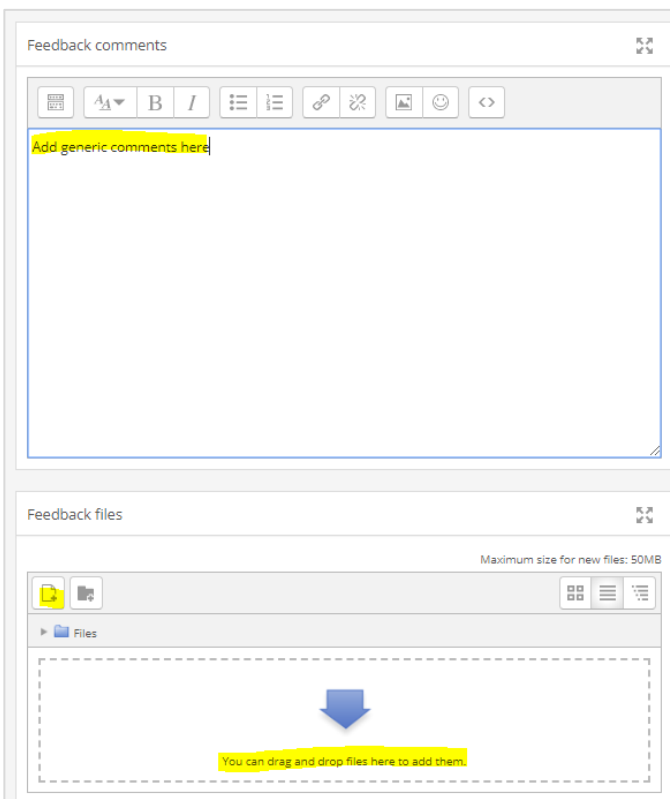 Feedback comments
Add generic comments here
Feedback files
Maximum size for new files: 50MB
Files
You can drag and drop files here to add them.